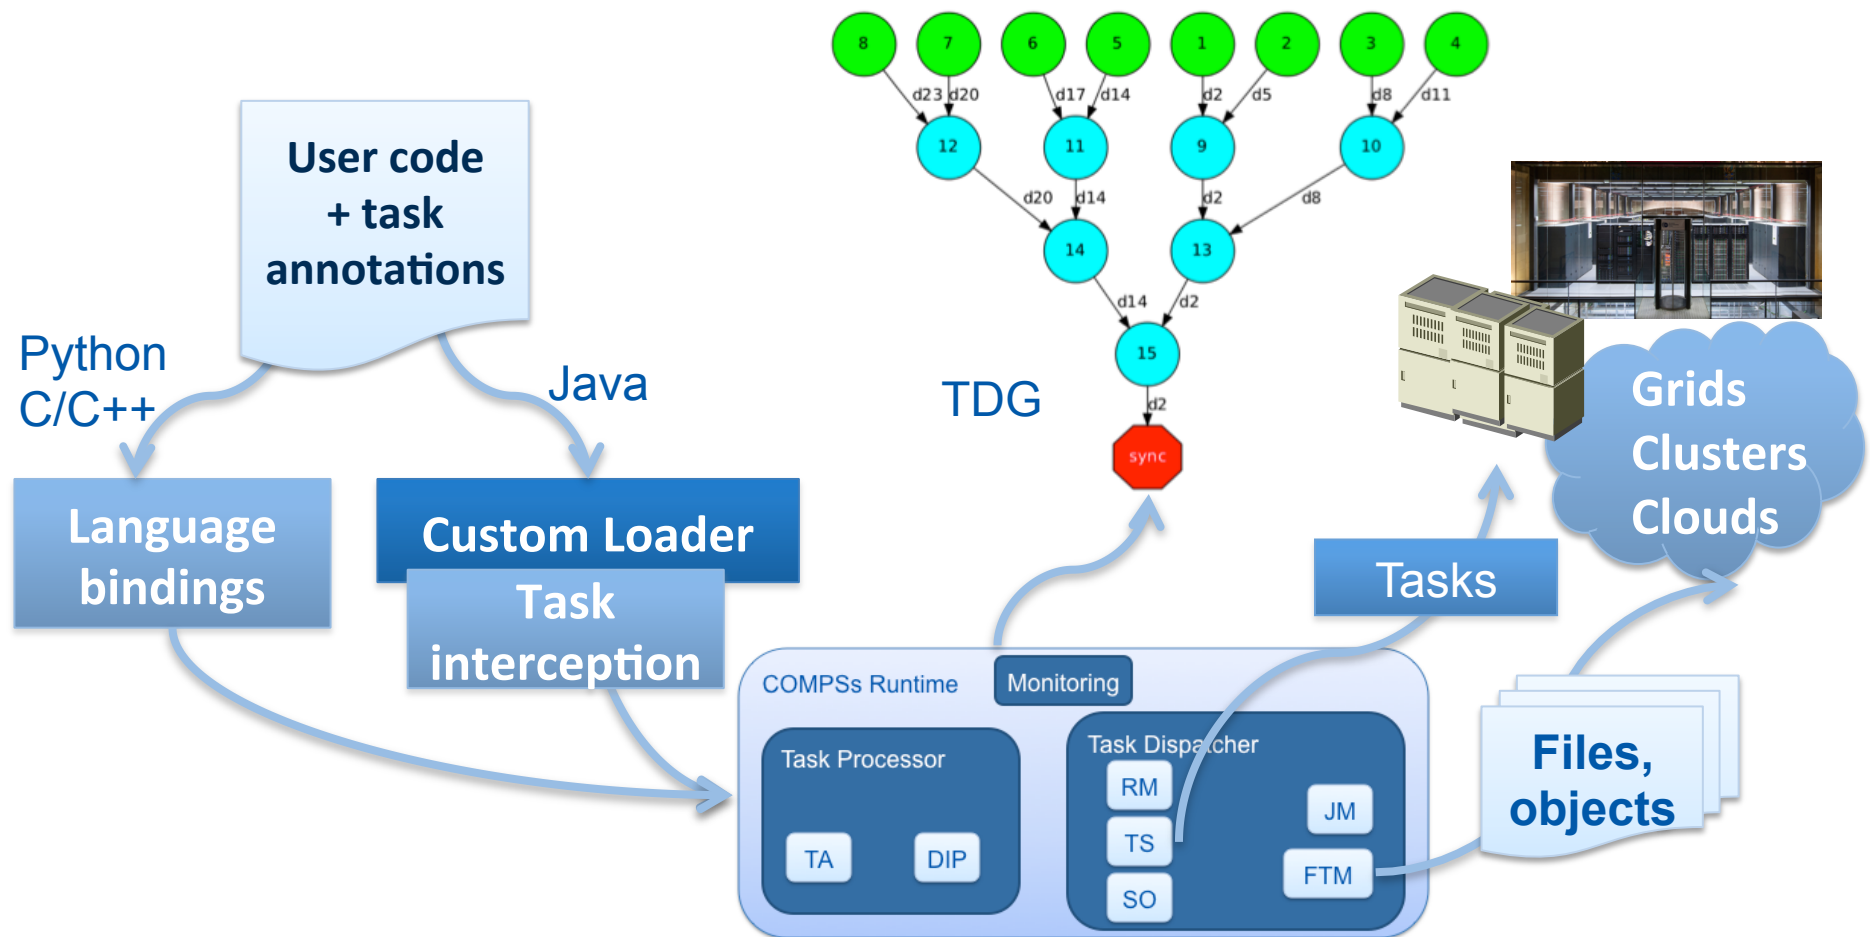 8
7
6
5
1
2
3
4
d23
d20
d17
d14
d2
d5
d8
d11
12
11
9
10
d20
d14
d2
d8
14
13
d14
d2
15
d2
sync
TDG
User code
+ task
annotations
Python
C/C++
Java
Language
bindings
Custom Loader
Task
interception
COMPSs Runtime
Monitoring
Task Processor
TA
DIP
Task Dispatcher
RM
TS
SO
JM
FTM
Tasks
Grids
Clusters
Clouds
Files,
objects